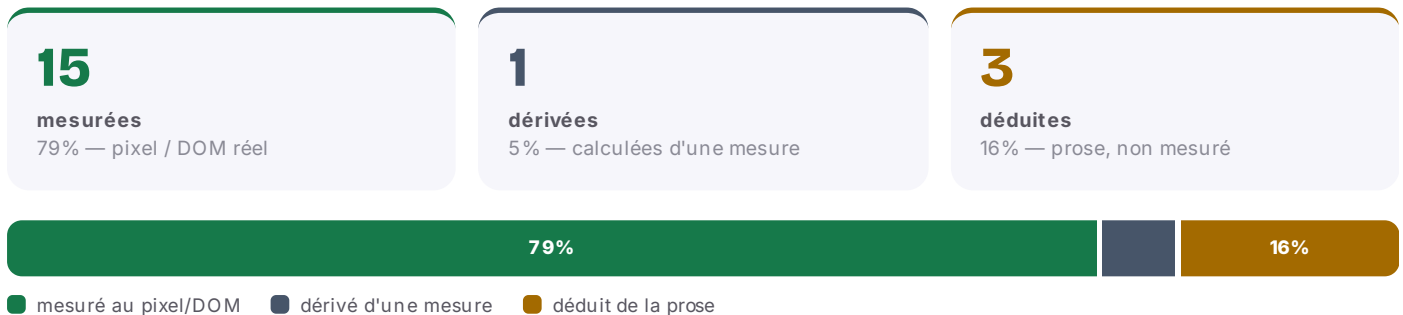 15
mesurées
79% — pixel / DOM réel
1
dérivées
5% — calculées d'une mesure
3
déduites
16% — prose, non mesuré
79%
16%
mesuré au pixel/DOM
dérivé d'une mesure
déduit de la prose